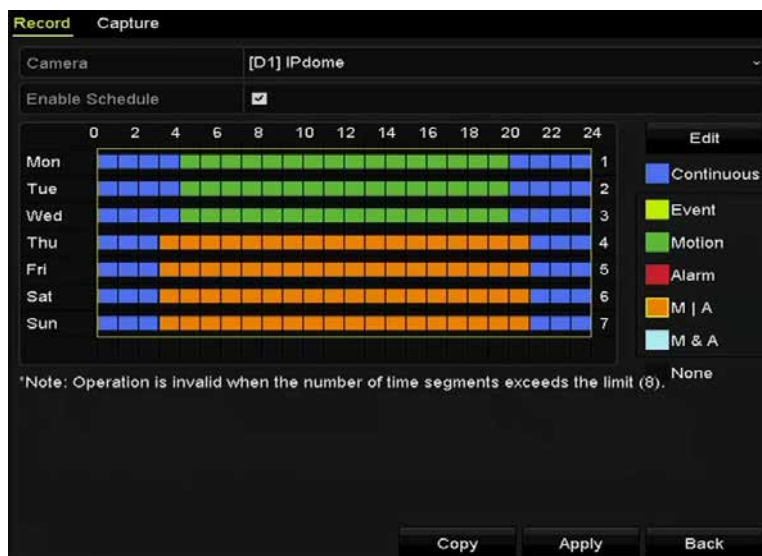 Record Capture
Camera [D1] IPdome
Enable Schedule
0 2 4 6 8 10 12 14 16 18 20 22 24
Edit
Mon 1
Continuous
Tue 2
Wed 3
Event
Thu 4
Motion
Fri 5
Alarm
Sat 6
M | A
Sun 7
M & A
None
*Note: Operation is invalid when the number of time segments exceeds the limit (8).
Copy Apply Back